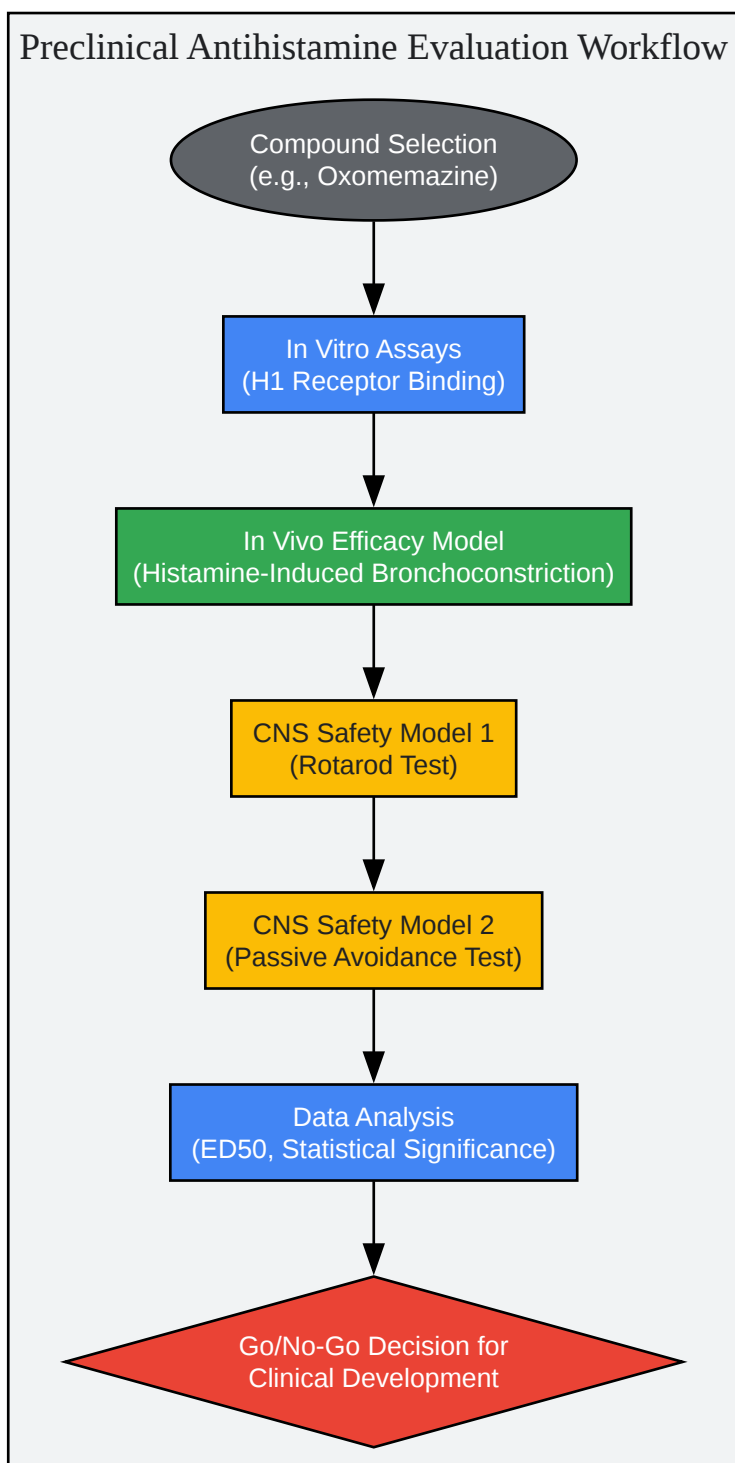 Preclinical Antihistamine Evaluation Workflow
Compound Selection
(e.g., Oxomemazine)
In Vitro Assays
(H1 Receptor Binding)
In Vivo Efficacy Model
(Histamine-Induced Bronchoconstriction)
CNS Safety Model 1
(Rotarod Test)
CNS Safety Model 2
(Passive Avoidance Test)
Data Analysis
(ED50, Statistical Significance)
Go/No-Go Decision for
Clinical Development